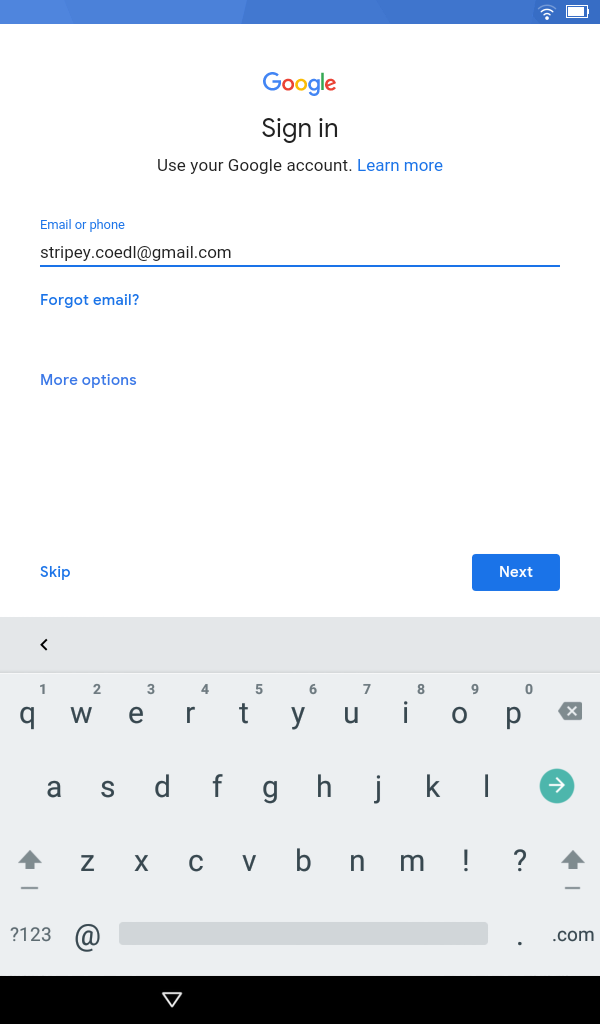 Google
Sign in
Use your Google account. Learn more
Email or phone
stripey.coedl@gmail.com
Forgot email?
More options
Skip
Next
1 2 3 4 5 6 7 8 9 0
q w e r t y u i o p
a s d f g h j k l
z x c v b n m ! ?
?123 @ . .com